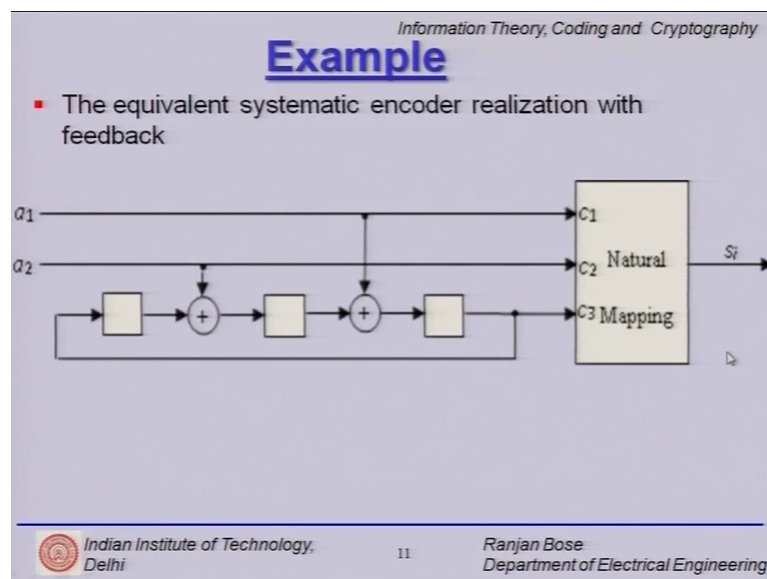 Information Theory, Coding and Cryptography
Example
The equivalent systematic encoder realization with
feedback
a1
C1
a2
C2
Natural
Si
+
+
C3
Mapping
Indian Institute of Technology,
Delhi
11
Ranjan Bose
Department of Electrical Engineering